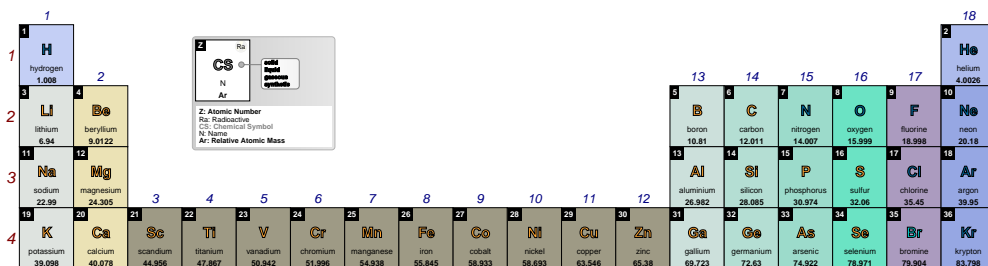 1 18
1 2
1 H He
hydrogen helium
1.008 4.0026
Z Ra
CS
N
Ar
solid
liquid
gaseous
synthetic
Z: Atomic Number
Ra: Radioactive
CS: Chemical Symbol
N: Name
Ar: Relative Atomic Mass
2 13 14 15 16 17
3 4 5 6 7 8 9 10
2 Li Be B C N O F Ne
lithium beryllium boron carbon nitrogen oxygen fluorine neon
6.94 9.0122 10.81 12.011 14.007 15.999 18.998 20.18
11 12 13 14 15 16 17 18
3 Na Mg Al Si P S Cl Ar
sodium magnesium aluminium silicon phosphorus sulfur chlorine argon
22.99 24.305 26.982 28.085 30.974 32.06 35.45 39.95
3 4 5 6 7 8 9 10 11 12
19 20 21 22 23 24 25 26 27 28 29 30 31 32 33 34 35 36
4 K Ca Sc Ti V Cr Mn Fe Co Ni Cu Zn Ga Ge As Se Br Kr
potassium calcium scandium titanium vanadium chromium manganese iron cobalt nickel copper zinc gallium germanium arsenic selenium bromine krypton
39.098 40.078 44.956 47.867 50.942 51.996 54.938 55.845 58.933 58.693 63.546 65.38 69.723 72.63 74.922 78.971 79.904 83.798